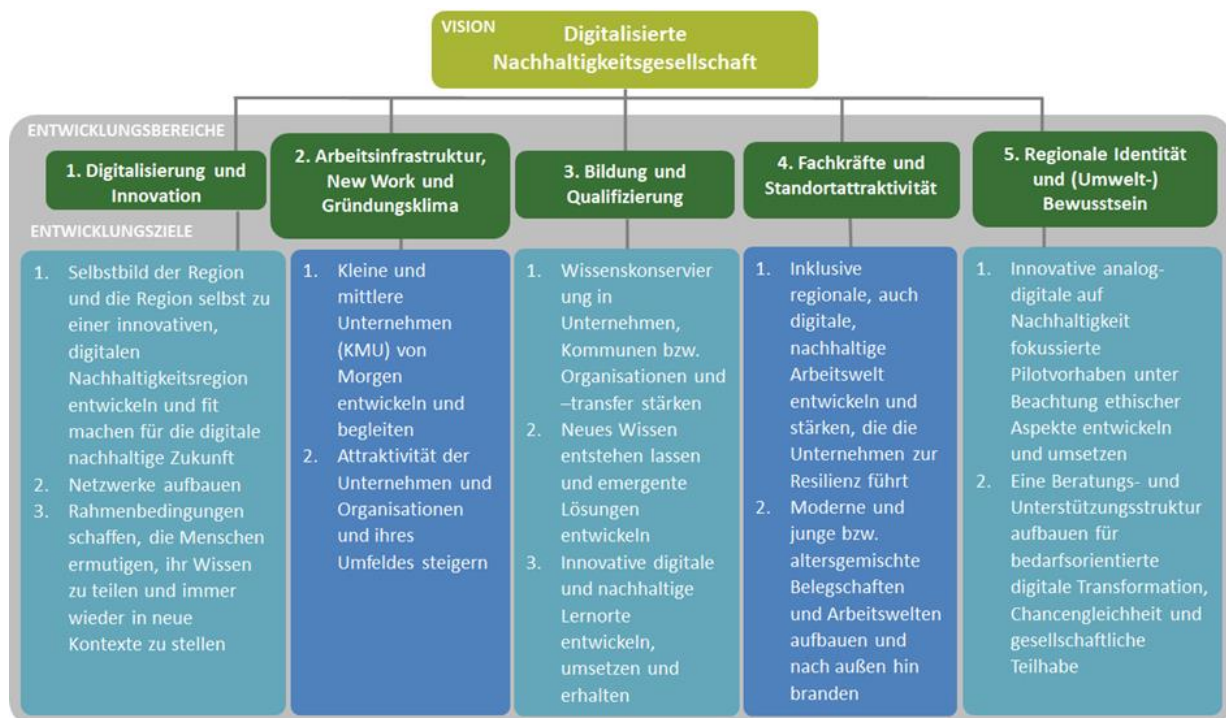 VISION
Digitalisierte
Nachhaltigkeitsgesellschaft
ENTWICKLUNGSBEREICHE
1. Digitalisierung und
Innovation
2. Arbeitsinfrastruktur,
New Work und
Gründungsklima
3. Bildung und
Qualifizierung
4. Fachkräfte und
Standortattraktivität
5. Regionale Identität
und (Umwelt-)
Bewusstsein
ENTWICKLUNGSZIELE
1. Selbstbild der Region
und die Region selbst zu
einer innovativen,
digitalen
Nachhaltigkeitsregion
entwickeln und fit
machen für die digitale
nachhaltige Zukunft
2. Netzwerke aufbauen
3. Rahmenbedingungen
schaffen, die Menschen
ermutigen, ihr Wissen
zu teilen und immer
wieder in neue
Kontexte zu stellen
1. Kleine und
mittlere
Unternehmen
(KMU) von
Morgen
entwickeln und
begleiten
2. Attraktivität der
Unternehmen und
Organisationen
und ihres
Umfeldes steigern
1. Wissenskonservier
ung in
Unternehmen,
Kommunen bzw.
Organisationen und
–transfer stärken
2. Neues Wissen
entstehen lassen
und emergente
Lösungen
entwickeln
3. Innovative digitale
und nachhaltige
Lernorte
entwickeln,
umsetzen und
erhalten
1. Inklusive
regionale, auch
digitale,
nachhaltige
Arbeitswelt
entwickeln und
stärken, die die
Unternehmen zur
Resilienz führt
2. Moderne und
junge bzw.
altersgemischte
Belegschaften
und Arbeitswelten
aufbauen und
nach außen hin
branden
1. Innovative analog-
digitale auf
Nachhaltigkeit
fokussierte
Pilotvorhaben unter
Beachtung ethischer
Aspekte entwickeln
und umsetzen
2. Eine Beratungs- und
Unterstützungsstruktur
aufbauen für
bedarfsorientierte
digitale Transformation,
Chancengleichheit und
gesellschaftliche
Teilhabe